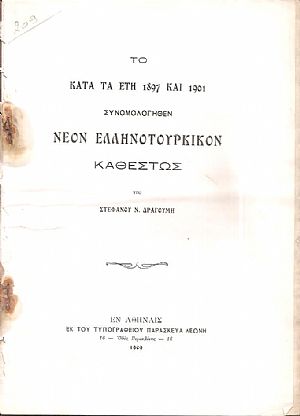 ΤΟ
ΚΑΤΑ ΤΑ ΕΤΗ 1897 ΚΑΙ 1901
ΣΥΝΟΜΟΛΟΓΗΘΕΝ
ΝΕΟΝ ΕΛΛΗΝΟΤΟΥΡΚΙΚΟΝ
ΚΑΘΕΣΤΩΣ
ΥΠΟ
ΣΤΕΦΑΝΟΥ Ν. ΔΡΑΓΟΥΜΗ
ΕΝ ΑΘΗΝΑΙΣ
ΕΚ ΤΟΥ ΤΥΠΟΓΡΑΦΕΙΟΥ ΠΑΡΑΣΚΕΥΑ ΛΕΩΝΗ